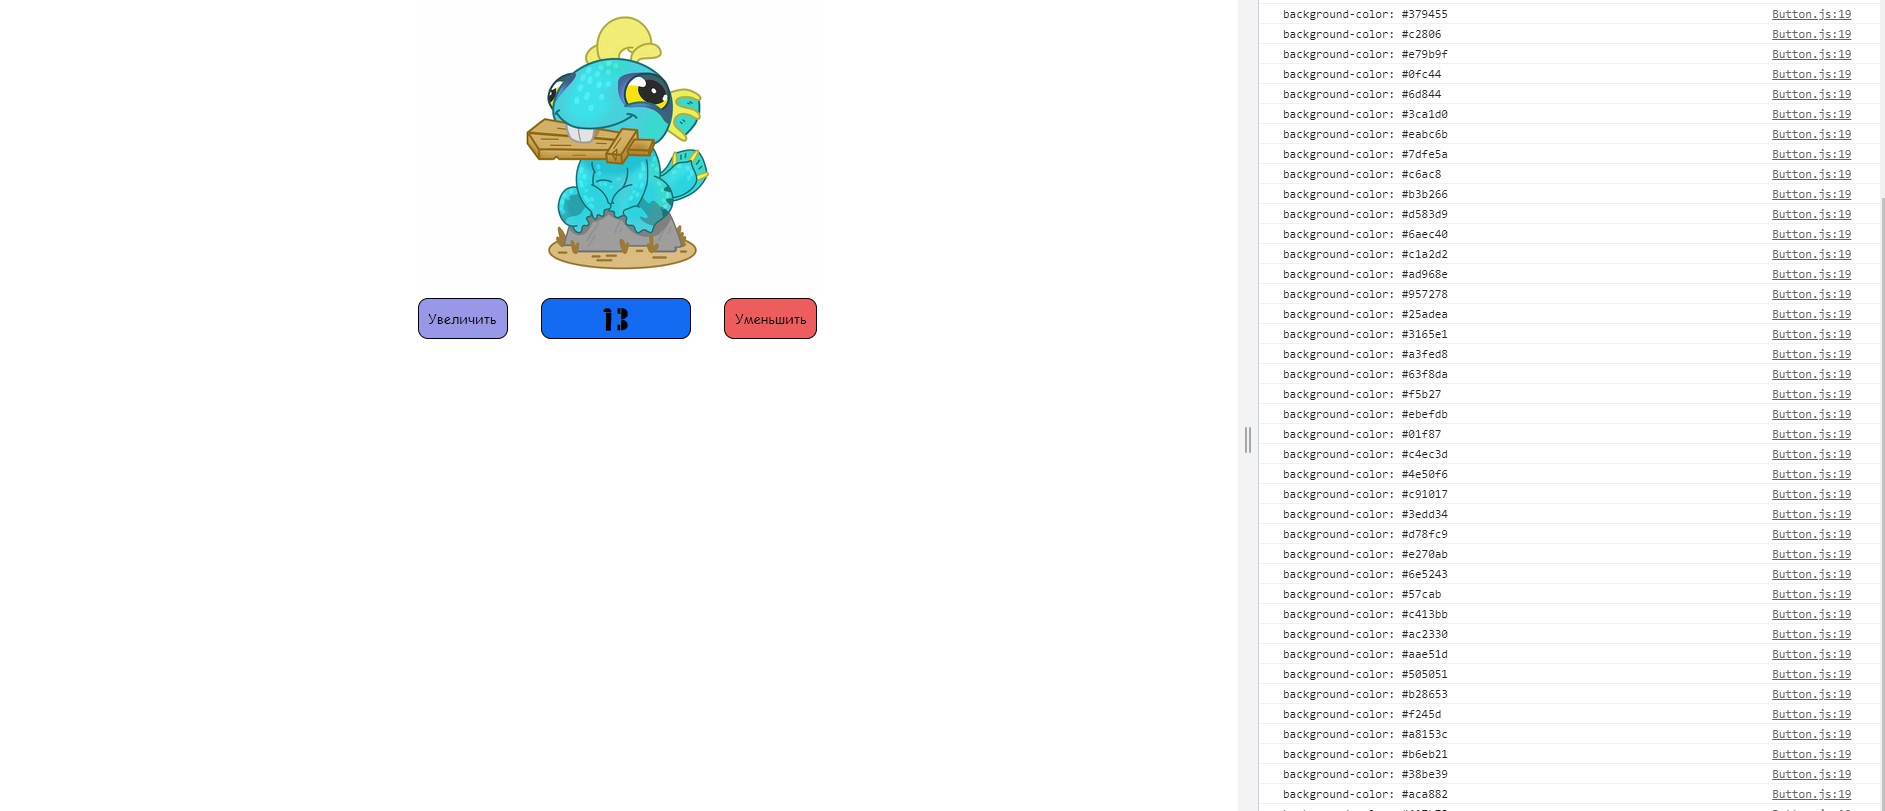 Увеличить
13
Уменьшить
background-color: #379455 Button.js:19
background-color: #c2806 Button.js:19
background-color: #e79b9f Button.js:19
background-color: #0fc44 Button.js:19
background-color: #6d844 Button.js:19
background-color: #3ca1d0 Button.js:19
background-color: #eabc6b Button.js:19
background-color: #7dfe5a Button.js:19
background-color: #c6ac8 Button.js:19
background-color: #b3b266 Button.js:19
background-color: #d583d9 Button.js:19
background-color: #6aec40 Button.js:19
background-color: #c1a2d2 Button.js:19
background-color: #ad968e Button.js:19
background-color: #957278 Button.js:19
background-color: #25adea Button.js:19
background-color: #3165e1 Button.js:19
background-color: #a3fed8 Button.js:19
background-color: #63f8da Button.js:19
background-color: #f5b27 Button.js:19
background-color: #ebefdb Button.js:19
background-color: #01f87 Button.js:19
background-color: #c4ec3d Button.js:19
background-color: #4e50f6 Button.js:19
background-color: #c91017 Button.js:19
background-color: #3edd34 Button.js:19
background-color: #d78fc9 Button.js:19
background-color: #e270ab Button.js:19
background-color: #6e5243 Button.js:19
background-color: #57cab Button.js:19
background-color: #c413bb Button.js:19
background-color: #ac2330 Button.js:19
background-color: #aae51d Button.js:19
background-color: #505051 Button.js:19
background-color: #b28653 Button.js:19
background-color: #f245d Button.js:19
background-color: #a8153c Button.js:19
background-color: #b6eb21 Button.js:19
background-color: #38be39 Button.js:19
background-color: #aca882 Button.js:19